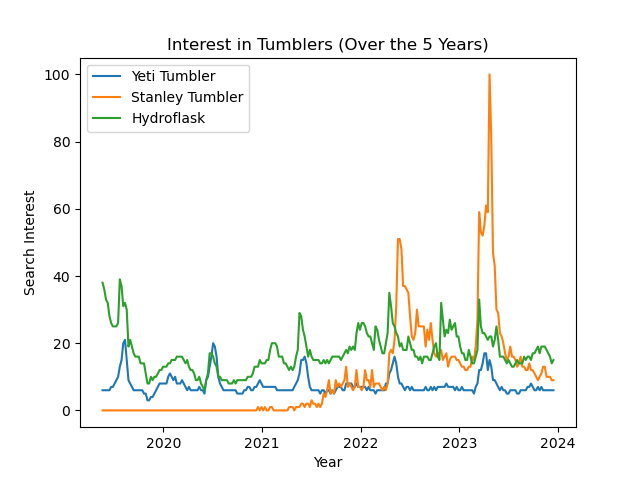 Interest in Tumblers (Over the 5 Years)
Yeti Tumbler
Stanley Tumbler
Hydroflask
100
80
60
40
20
0
Search Interest
2020 2021 2022 2023 2024
Year